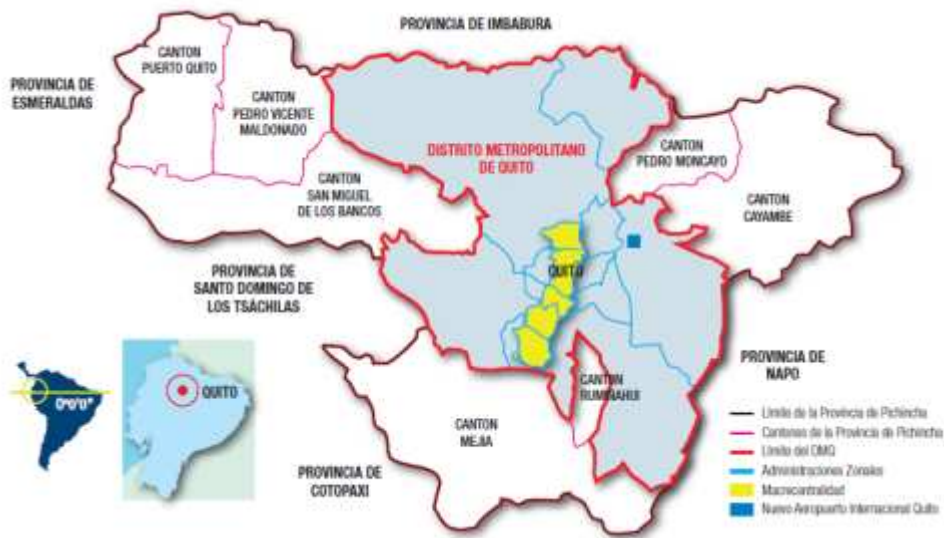 PROVINCIA DE IMBABURA
PROVINCIA DE
ESMERALDAS
CANTON
PUERTO QUITO
CANTON
PEDRO VICENTE
MALDONADO
CANTON
SAN MIGUEL
DE LOS BANCOS
DISTRITO METROPOLITANO
DE QUITO
CANTON
PEDRO MONCAYO
CANTON
CAYAMBE
QUITO
PROVINCIA DE
SANTO DOMINGO DE
LOS TSÁCHILAS
PROVINCIA DE
NAPO
CANTON
RUMIÑAHUI
CANTON
MEJIA
PROVINCIA DE
COTOPAXI
0°0'0"
QUITO
Límite de la Provincia de Pichincha
Cantones de la Provincia de Pichincha
Límite del DMQ
Administraciones Zonales
Macrocentralidad
Nuevo Aeropuerto Internacional Quito